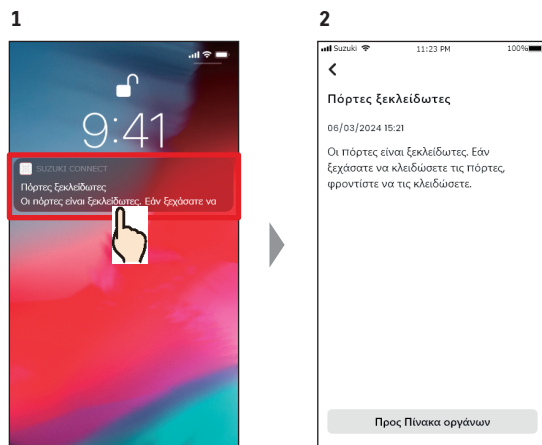 1
9:41
SUZUKI CONNECT
Πόρτες ξεκλείδωτες
Οι πόρτες είναι ξεκλείδωτες. Εάν ξεχάσατε να
2
Suzuki 11:23 PM 100%
Πόρτες ξεκλείδωτες
06/03/2024 15:21
Οι πόρτες είναι ξεκλείδωτες. Εάν
ξεχάσατε να κλειδώσετε τις πόρτες,
φροντίστε να τις κλειδώσετε.
Προς Πίνακα οργάνων